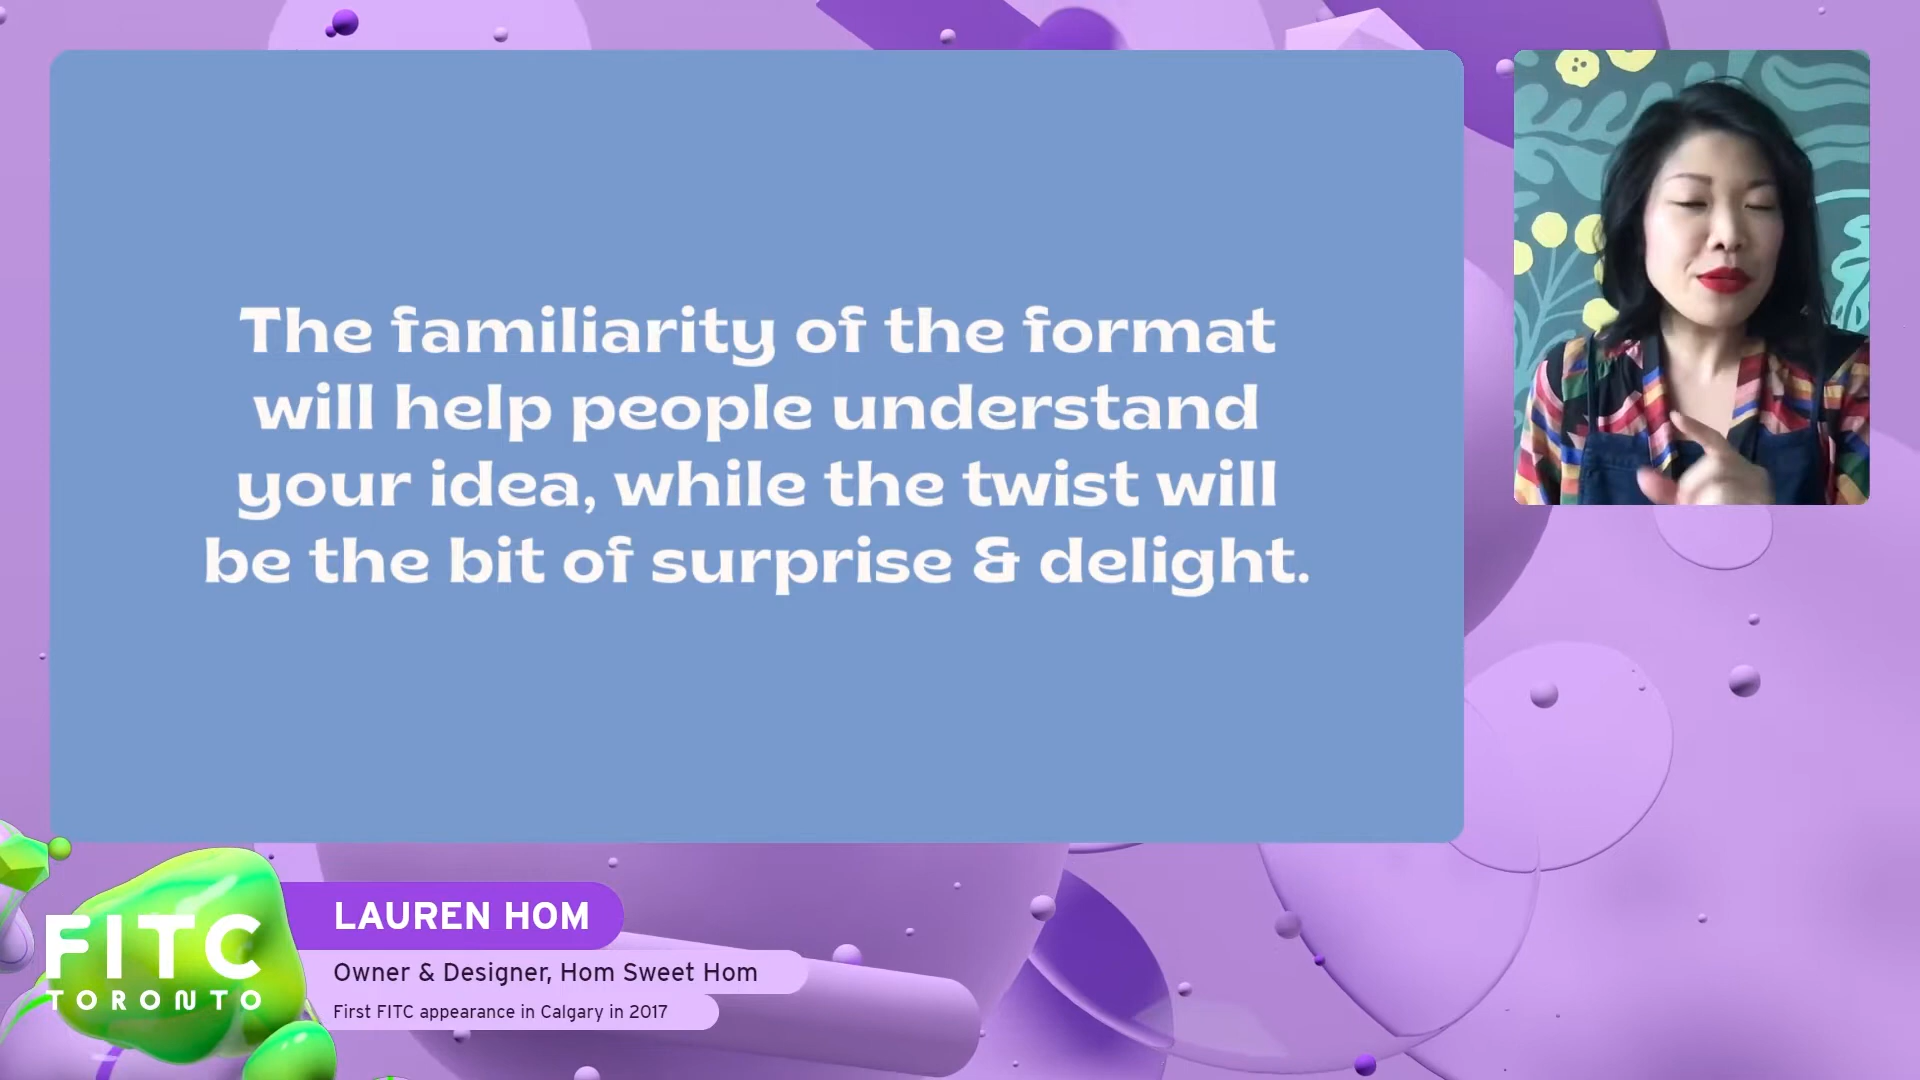 The familiarity of the format
will help people understand
your idea, while the twist will
be the bit of surprise & delight.
LAUREN HOM
Owner & Designer, Hom Sweet Hom
First FITC appearance in Calgary in 2017
FITC
TORONTO